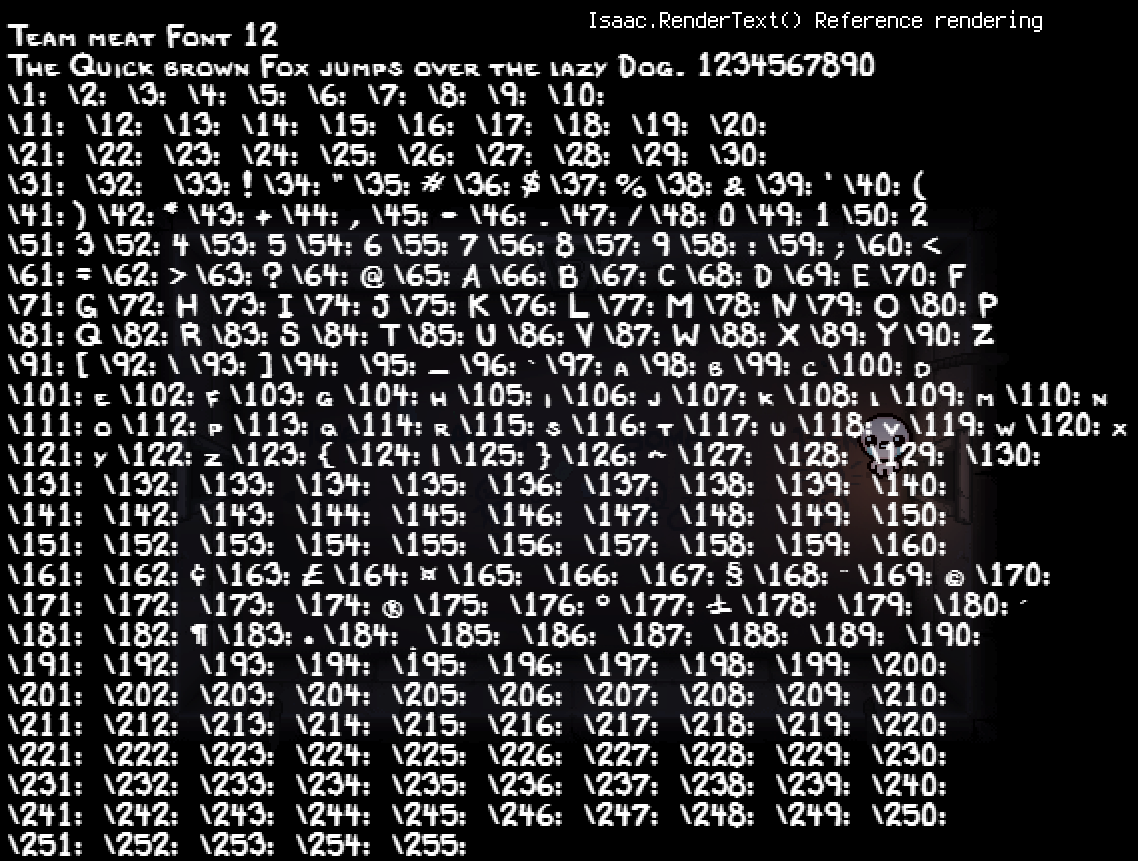 Isaac.RenderText() Reference rendering
Team meat Font 12
The Quick brown Fox jumps over the lazy Dog. 1234567890
\1: \2: \3: \4: \5: \6: \7: \8: \9: \10:
\11: \12: \13: \14: \15: \16: \17: \18: \19: \20:
\21: \22: \23: \24: \25: \26: \27: \28: \29: \30:
\31: \32: \33: ! \34: " \35: # \36: $ \37: % \38: & \39: ' \40: (
\41: ) \42: * \43: + \44: , \45: - \46: . \47: / \48: 0 \49: 1 \50: 2
\51: 3 \52: 4 \53: 5 \54: 6 \55: 7 \56: 8 \57: 9 \58: : \59: ; \60: <
\61: = \62: > \63: ? \64: @ \65: A \66: B \67: C \68: D \69: E \70: F
\71: G \72: H \73: I \74: J \75: K \76: L \77: M \78: N \79: O \80: P
\81: Q \82: R \83: S \84: T \85: U \86: V \87: W \88: X \89: Y \90: Z
\91: [ \92: \ \93: ] \94: \95: _ \96: ` \97: a \98: b \99: c \100: d
\101: e \102: f \103: g \104: h \105: i \106: j \107: k \108: l \109: m \110: n
\111: o \112: p \113: q \114: r \115: s \116: t \117: u \118: v \119: w \120: x
\121: y \122: z \123: { \124: | \125: } \126: ~ \127: \128: \129: \130:
\131: \132: \133: \134: \135: \136: \137: \138: \139: \140:
\141: \142: \143: \144: \145: \146: \147: \148: \149: \150:
\151: \152: \153: \154: \155: \156: \157: \158: \159: \160:
\161: \162: ¢ \163: £ \164: ¤ \165: \166: \167: § \168: ¨ \169: © \170:
\171: \172: \173: \174: ® \175: \176: ° \177: ± \178: \179: \180: ´
\181: \182: ¶ \183: · \184: ¸ \185: \186: \187: \188: \189: \190:
\191: \192: \193: \194: \195: \196: \197: \198: \199: \200:
\201: \202: \203: \204: \205: \206: \207: \208: \209: \210:
\211: \212: \213: \214: \215: \216: \217: \218: \219: \220:
\221: \222: \223: \224: \225: \226: \227: \228: \229: \230:
\231: \232: \233: \234: \235: \236: \237: \238: \239: \240:
\241: \242: \243: \244: \245: \246: \247: \248: \249: \250:
\251: \252: \253: \254: \255: